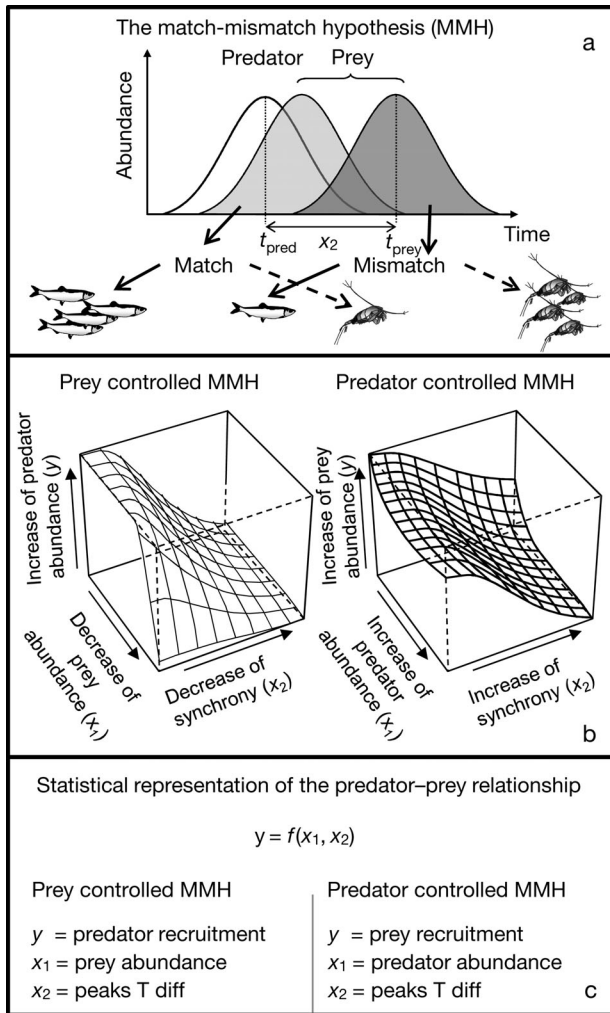 The match-mismatch hypothesis (MMH)
a
Predator Prey
Abundance
t_pred x_2 t_prey Time
Match Mismatch
Prey controlled MMH
Increase of predator
abundance (y)
Decrease of
prey
abundance (x_1)
Decrease of
synchrony (x_2)
Predator controlled MMH
Increase of prey
abundance (y)
Increase of
predator
abundance (x_1)
Increase of
synchrony (x_2)
b
Statistical representation of the predator–prey relationship
y = f(x_1, x_2)
Prey controlled MMH
y = predator recruitment
x_1 = prey abundance
x_2 = peaks T diff
Predator controlled MMH
y = prey recruitment
x_1 = predator abundance
x_2 = peaks T diff
c